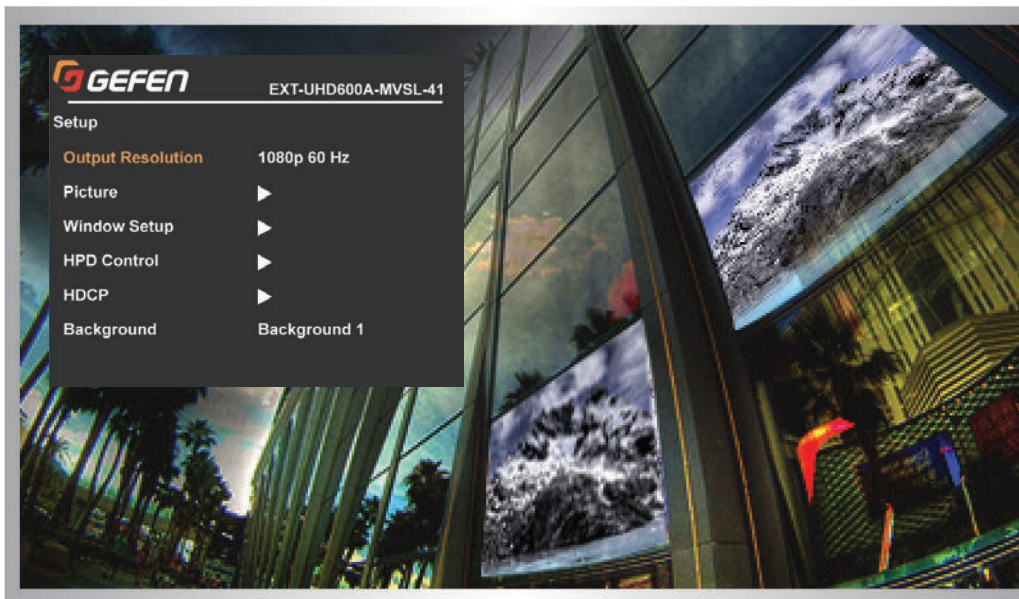 GEFEN
EXT-UHD600A-MVSL-41
Setup
Output Resolution 1080p 60 Hz
Picture ▶
Window Setup ▶
HPD Control ▶
HDCP ▶
Background Background 1